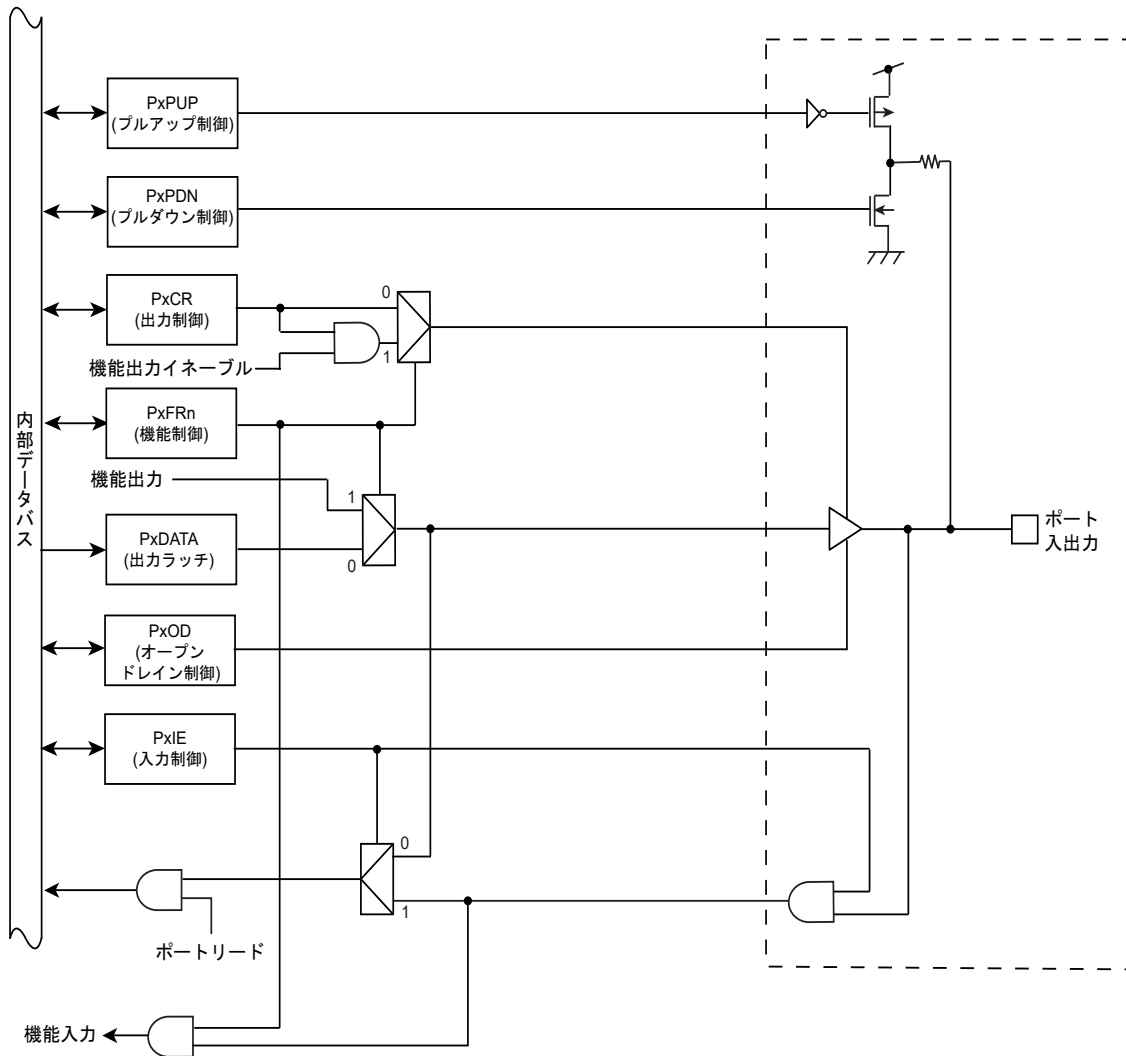 PxPUP
(プルアップ制御)
PxPDN
(プルダウン制御)
PxCR
(出力制御)
0
1
機能出力イネーブル
内部データバス
PxFRn
(機能制御)
機能出力
1
0
PxDATA
(出力ラッチ)
ポート
入出力
PxOD
(オープン
ドレイン制御)
PxIE
(入力制御)
0
1
ポートリード
機能入力